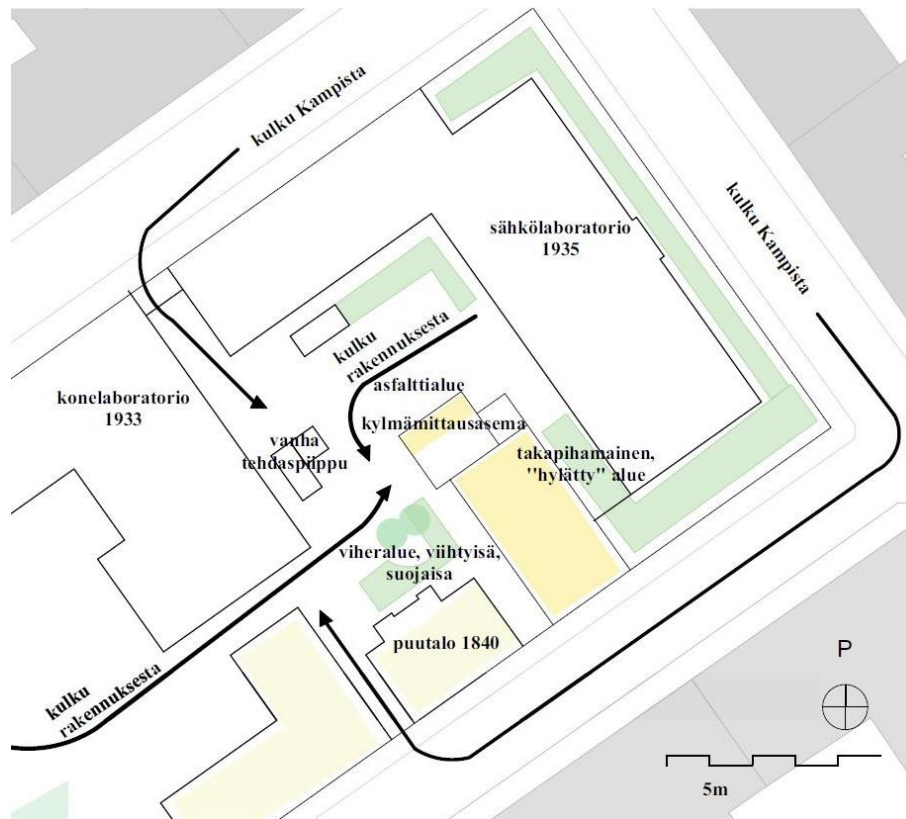 kulku Kampista
kulku Kampista
sähkölaboratorio
1935
kulku
rakennuksesta
asfalttialue
konelaboratorio
1933
kylmämittausasema
vanha
tehdaspiippu
takapihamainen,
"hylätty" alue
viheralue, viihtyisä,
suojaisa
puutalo 1840
kulku
rakennuksesta
P
5m